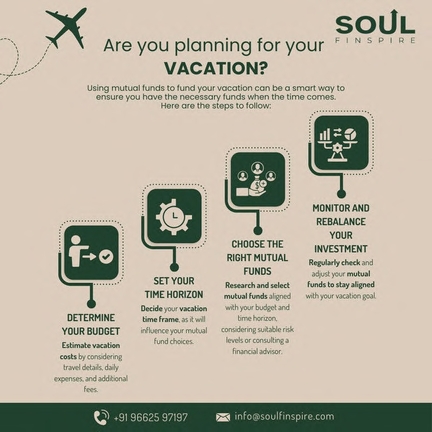 SOUL
FINSPIRE
Are you planning for your
VACATION?
Using mutual funds to fund your vacation can be a smart way to
ensure you have the necessary funds when the time comes.
Here are the steps to follow:
DETERMINE
YOUR BUDGET
Estimate vacation
costs by considering
travel details, daily
expenses, and additional
fees.
SET YOUR
TIME HORIZON
Decide your vacation
time frame, as it will
influence your mutual
fund choices.
CHOOSE THE
RIGHT MUTUAL
FUNDS
Research and select
mutual funds aligned
with your budget and
time horizon,
considering suitable risk
levels or consulting a
financial advisor.
MONITOR AND
REBALANCE
YOUR
INVESTMENT
Regularly check and
adjust your mutual
funds to stay aligned
with your vacation goal.
+91 96625 97197
info@soulfinspire.com